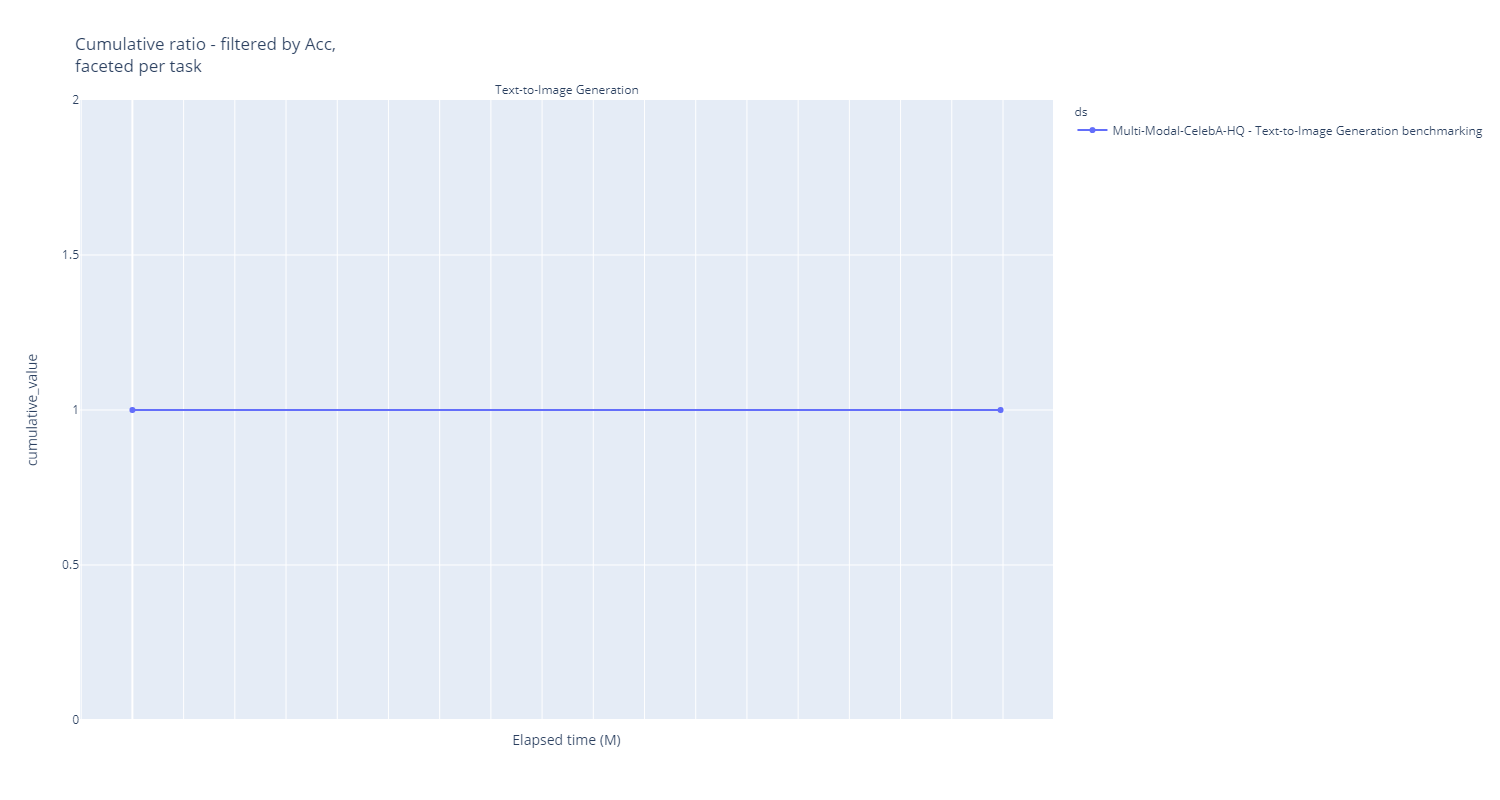 Cumulative ratio - filtered by Acc,
faceted per task
Text-to-Image Generation
2
1.5
1
0.5
0
cumulative_value
Elapsed time (M)
ds
Multi-Modal-CelebA-HQ - Text-to-Image Generation benchmarking